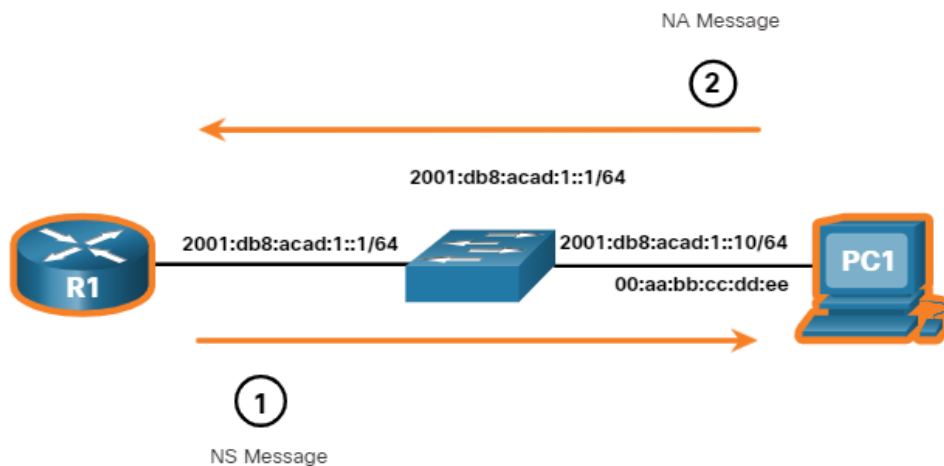 NA Message
2
2001:db8:acad:1::1/64
2001:db8:acad:1::1/64
2001:db8:acad:1::10/64
R1
PC1
00:aa:bb:cc:dd:ee
1
NS Message